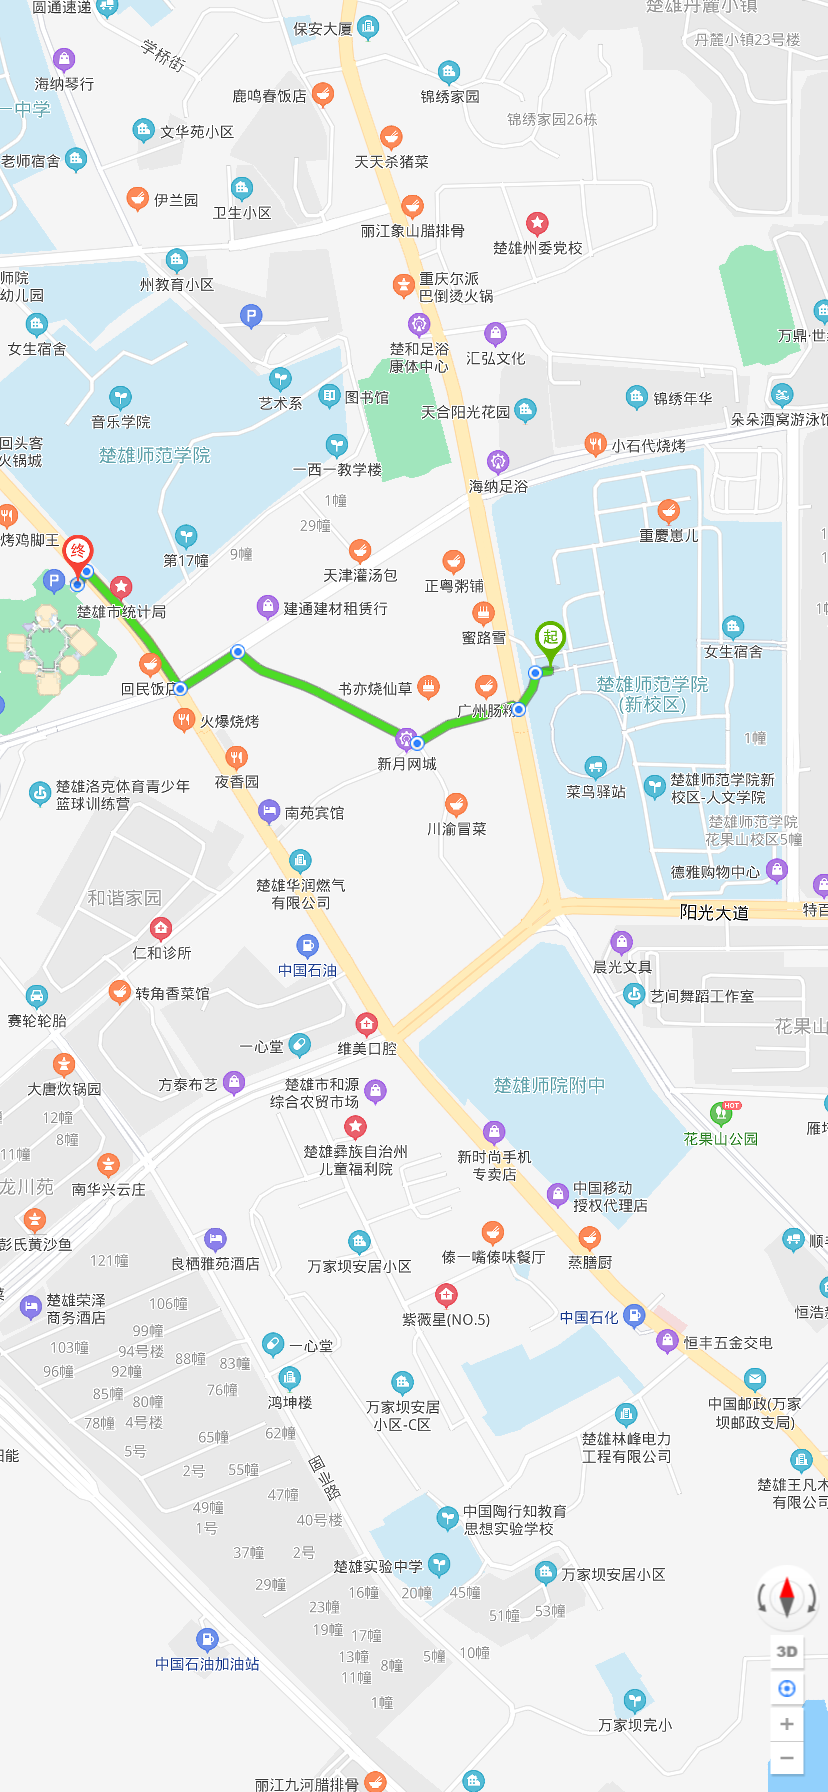 圆通速递
保安大厦
楚雄丹麓小镇
丹麓小镇23号楼
学桥街
海纳琴行
鹿鸣春饭店
锦绣家园
锦绣家园26栋
一中学
文华苑小区
天天杀猪菜
老师宿舍
伊兰园
卫生小区
丽江象山腊排骨
楚雄州委党校
州教育小区
师院
幼儿园
重庆尔派
巴倒烫火锅
P
女生宿舍
楚和足浴
康体中心
汇弘文化
万鼎·世
音乐学院
艺术系
图书馆
天合阳光花园
锦绣年华
朵朵酒窝游泳馆
回头客
火锅城
楚雄师范学院
一西一教学楼
小石代烧烤
海纳足浴
1幢
29幢
重慶崽儿
烤鸡脚王
终
第17幢
9幢
天津灌汤包
正粤粥铺
P
楚雄市统计局
建通建材租赁行
蜜路雪
起
女生宿舍
回民饭店
书亦烧仙草
广州肠粉
楚雄师范学院
(新校区)
火爆烧烤
新月网城
1幢
夜香园
菜鸟驿站
楚雄师范学院新
校区-人文学院
楚雄洛克体育青少年
篮球训练营
南苑宾馆
川渝冒菜
楚雄师范学院
花果山校区5幢
德雅购物中心
楚雄华润燃气
有限公司
和谐家园
阳光大道
特百
仁和诊所
中国石油
晨光文具
转角香菜馆
艺间舞蹈工作室
赛轮轮胎
花果山
一心堂
维美口腔
大唐炊锅园
方泰布艺
楚雄市和源
综合农贸市场
楚雄师院附中
HOT
花果山公园
雁塔
12幢
8幢
11幢
楚雄彝族自治州
儿童福利院
新时尚手机
专卖店
龙川苑
南华兴云庄
中国移动
授权代理店
彭氏黄沙鱼
121幢
良栖雅苑酒店
万家坝安居小区
傣一嘴傣味餐厅
蒸膳厨
顺丰
楚雄荣泽
商务酒店
106幢
紫薇星(NO.5)
中国石化
恒浩新
99幢
103幢
94号楼
88幢
83幢
一心堂
恒丰五金交电
96幢
92幢
85幢
80幢
76幢
鸿坤楼
万家坝安居
小区-C区
中国邮政(万家
坝邮政支局)
78幢
4号楼
65幢
62幢
楚雄林峰电力
工程有限公司
5号
2号
55幢
固业路
楚雄王凡木
有限公司
47幢
49幢
1号
40号楼
中国陶行知教育
思想实验学校
37幢
2号
楚雄实验中学
万家坝安居小区
29幢
16幢
20幢
45幢
23幢
51幢
53幢
19幢
17幢
13幢
8幢
5幢
10幢
11幢
中国石油加油站
3D
1幢
万家坝完小
丽江九河腊排骨